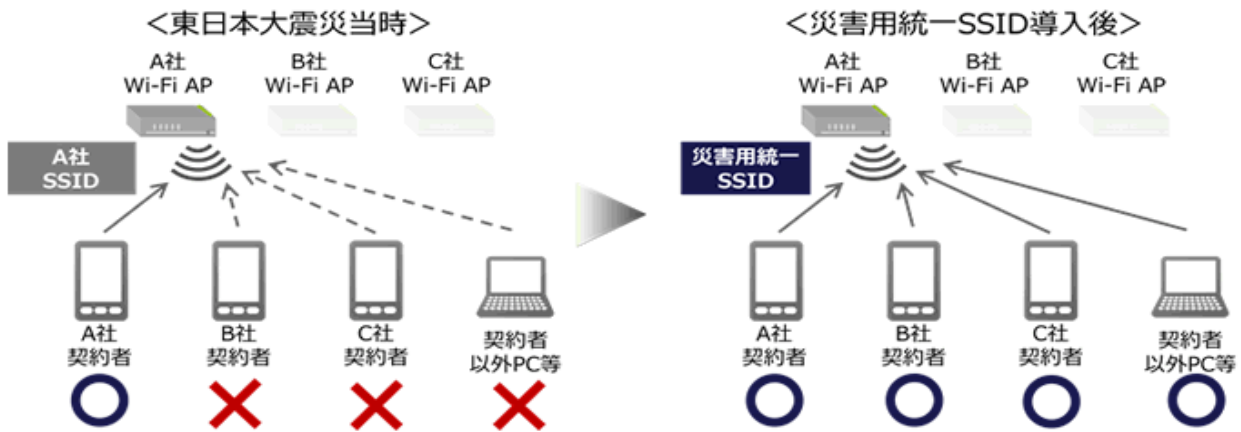 ＜東日本大震災当時＞
A社
Wi-Fi AP
B社
Wi-Fi AP
C社
Wi-Fi AP
A社
SSID
A社
契約者
B社
契約者
C社
契約者
契約者
以外PC等
＜災害用統一SSID導入後＞
A社
Wi-Fi AP
B社
Wi-Fi AP
C社
Wi-Fi AP
災害用統一
SSID
A社
契約者
B社
契約者
C社
契約者
契約者
以外PC等